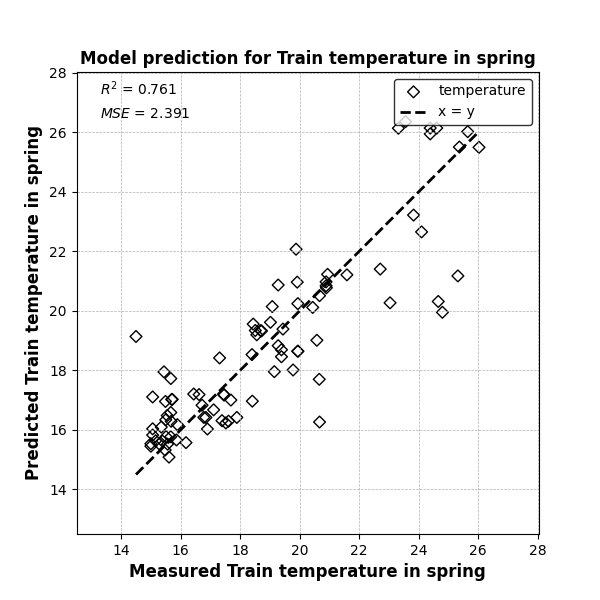 Model prediction for Train temperature in spring
R² = 0.761
MSE = 2.391
temperature
x = y
Predicted Train temperature in spring
28
26
24
22
20
18
16
14
14 16 18 20 22 24 26 28
Measured Train temperature in spring